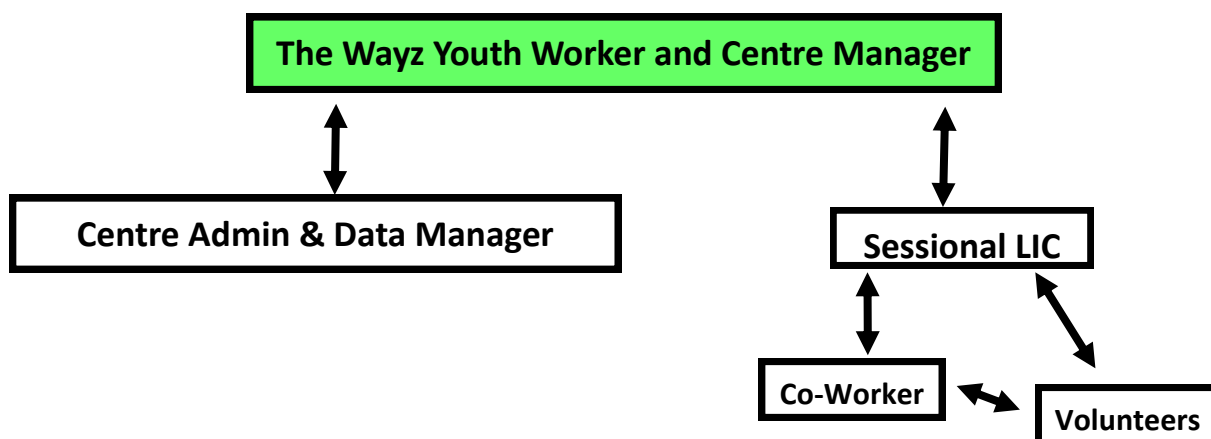 The Wayz Youth Worker and Centre Manager
Centre Admin & Data Manager
Sessional LIC
Co-Worker
Volunteers